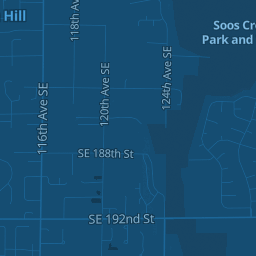 Hill
118th Av
Soos Cr
Park and
120th Ave SE
124th Ave SE
116th Ave SE
SE 188th St
SE 192nd St